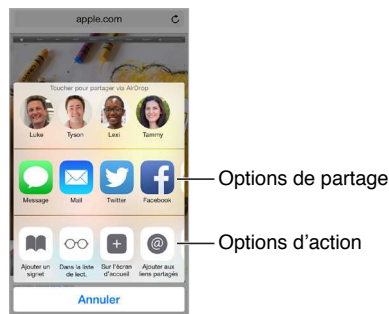 apple.com
Toucher pour partager via AirDrop
Luke Tyson Lexi Tammy
Options de partage
Message Mail Twitter Facebook
Options d'action
Ajouter un Dans la liste Sur l'écran Ajouter aux
signet de lect. d'accueil liens partagés
Annuler